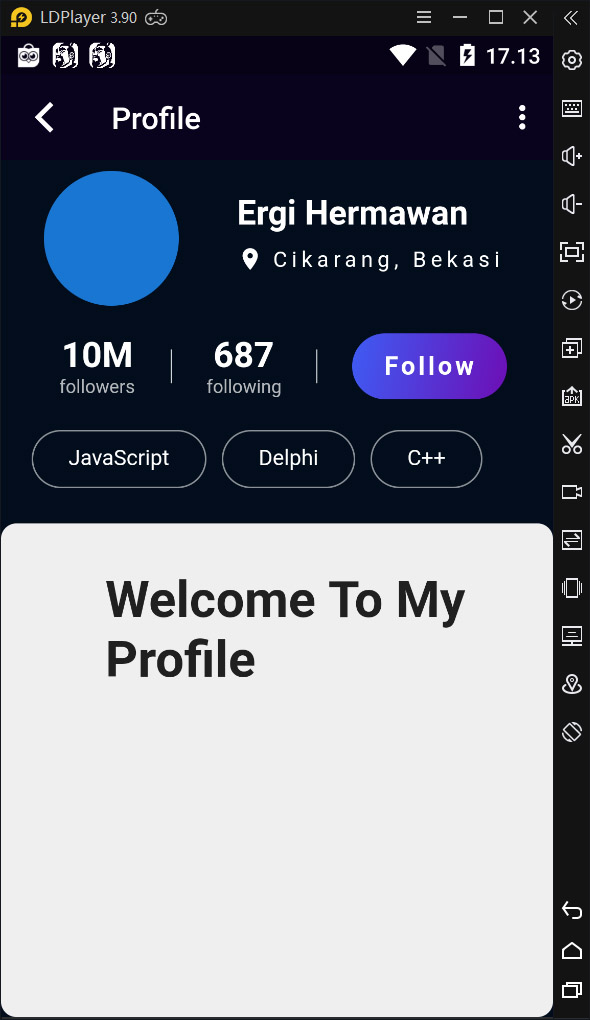 LDPlayer 3.90
17.13
Profile
Ergi Hermawan
Cikarang, Bekasi
10M
followers
687
following
Follow
JavaScript
Delphi
C++
Welcome To My
Profile
APK